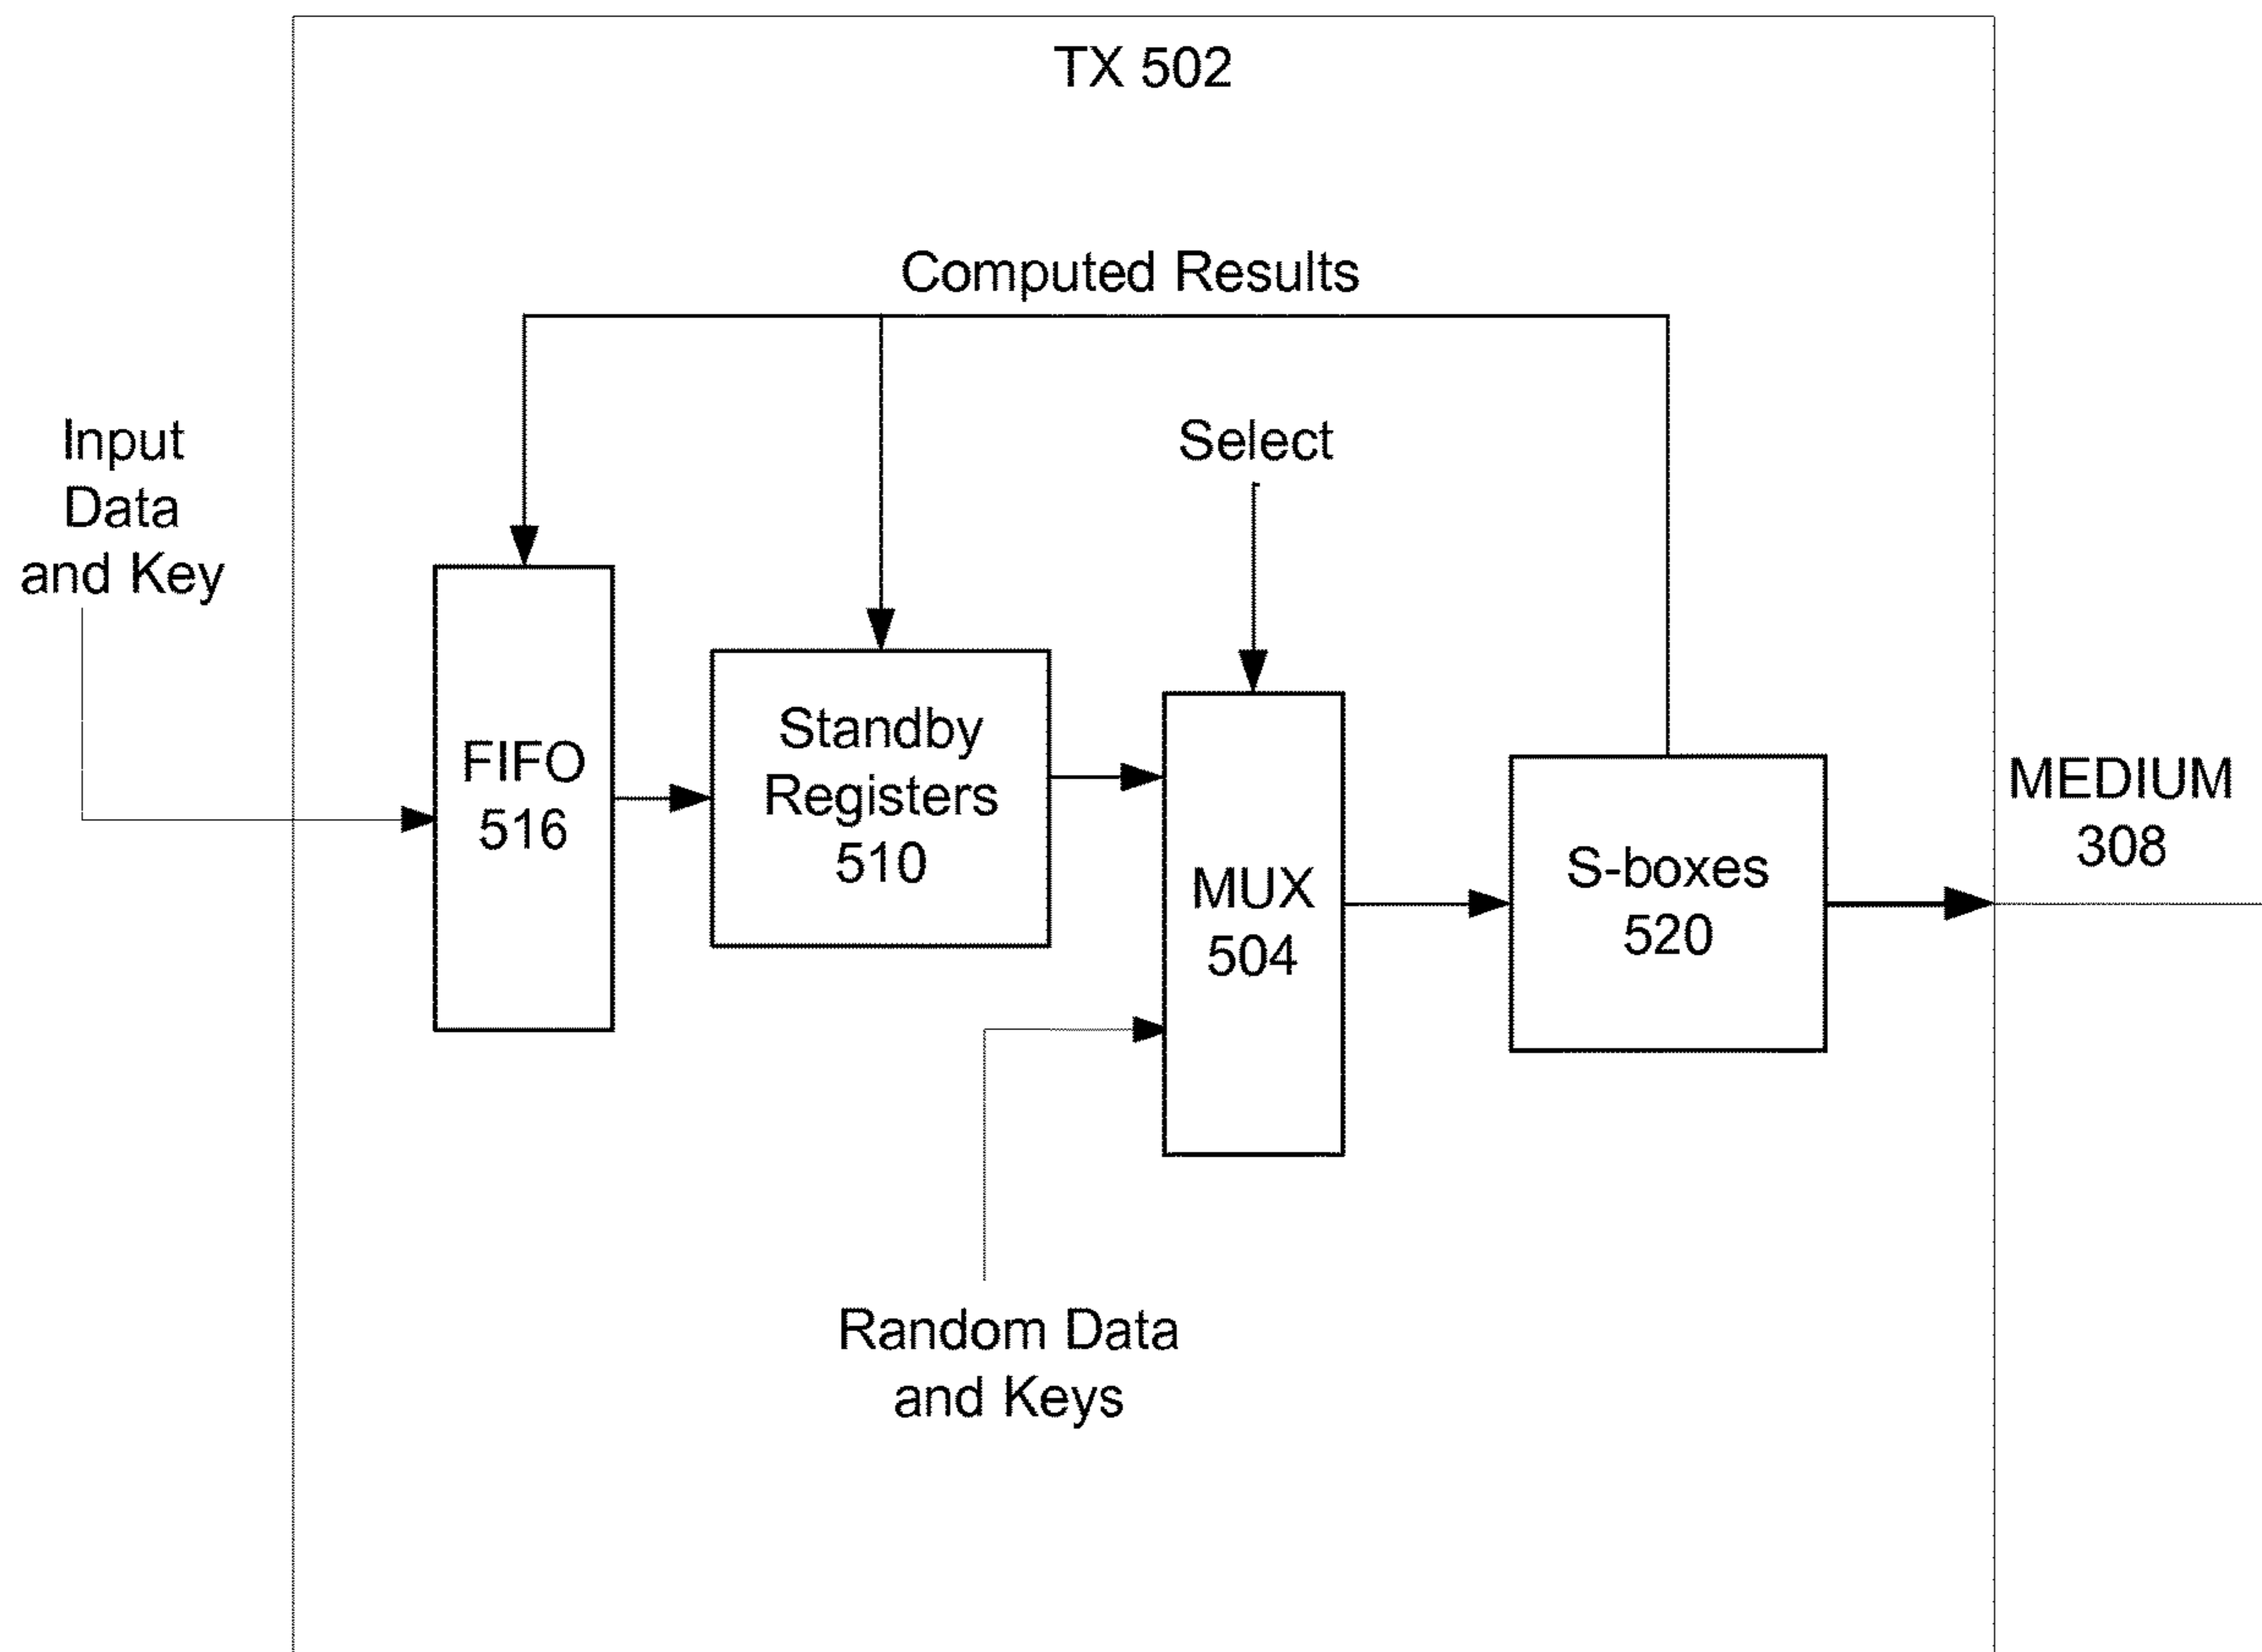 TX 502
Computed Results
Input
Data
and Key
Select
FIFO
516
Standby
Registers
510
MUX
504
S-boxes
520
MEDIUM
308
Random Data
and Keys